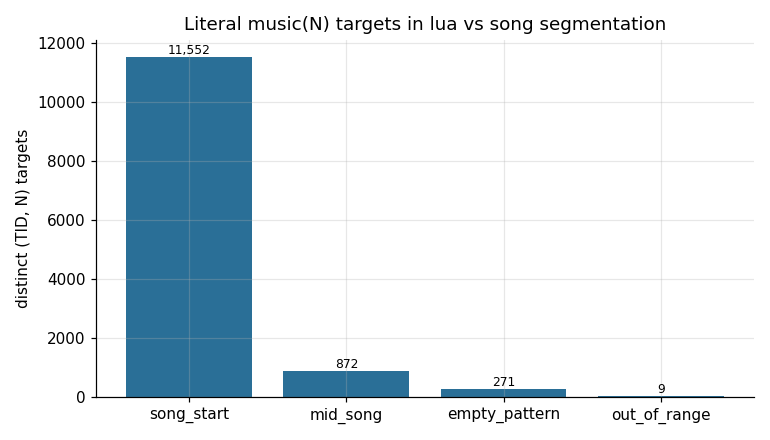 Literal music(N) targets in lua vs song segmentation
distinct (TID, N) targets
12000
10000
8000
6000
4000
2000
0
11,552
872
271
9
song_start
mid_song
empty_pattern
out_of_range